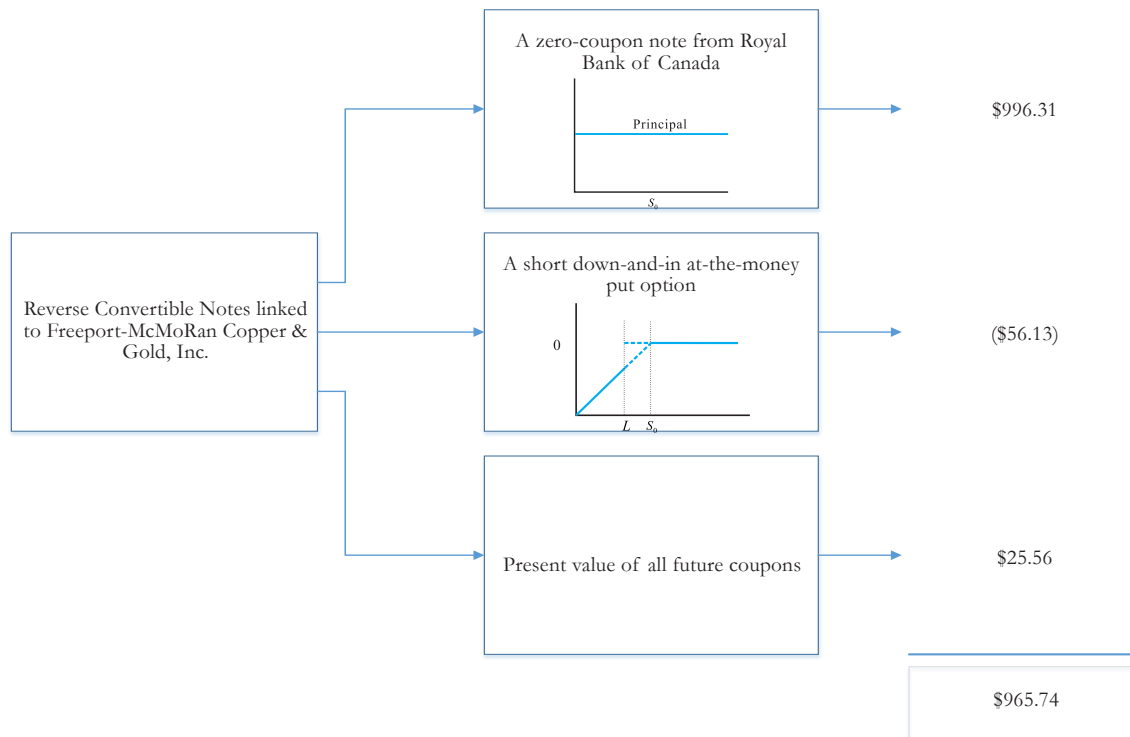 A zero-coupon note from Royal
Bank of Canada
Principal
S₀
$996.31
Reverse Convertible Notes linked
to Freeport-McMoRan Copper &
Gold, Inc.
A short down-and-in at-the-money
put option
0
L S₀
($56.13)
Present value of all future coupons
$25.56
$965.74